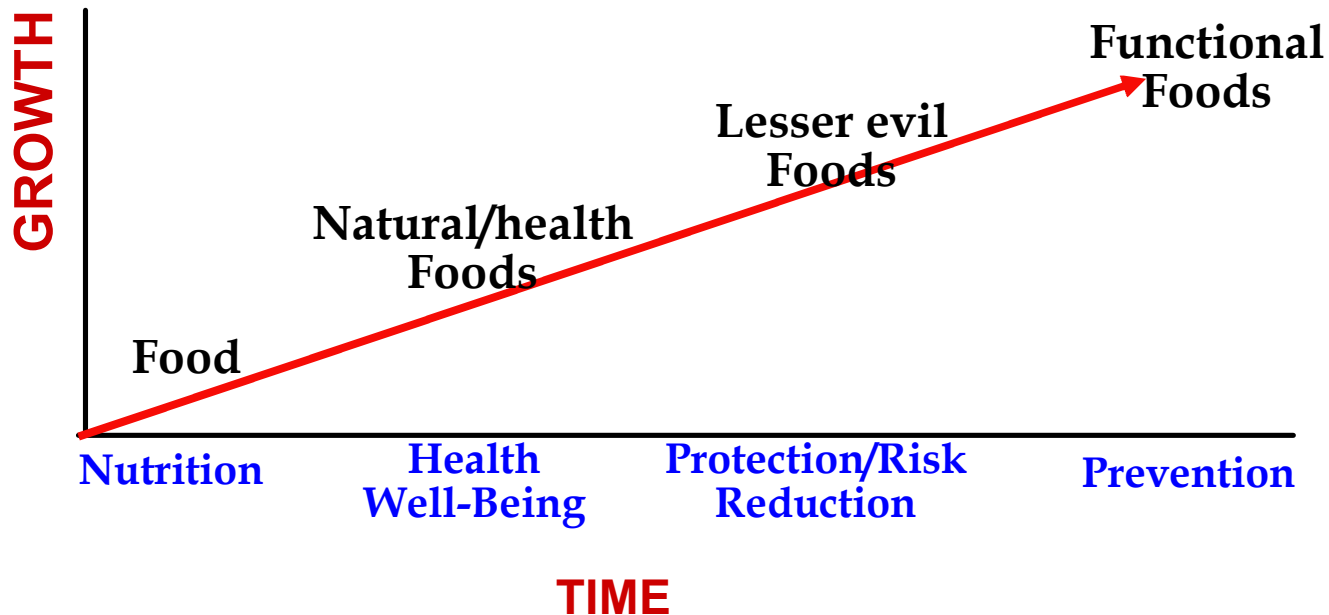 GROWTH
Functional
Foods
Lesser evil
Foods
Natural/health
Foods
Food
Nutrition
Health
Well-Being
Protection/Risk
Reduction
Prevention
TIME